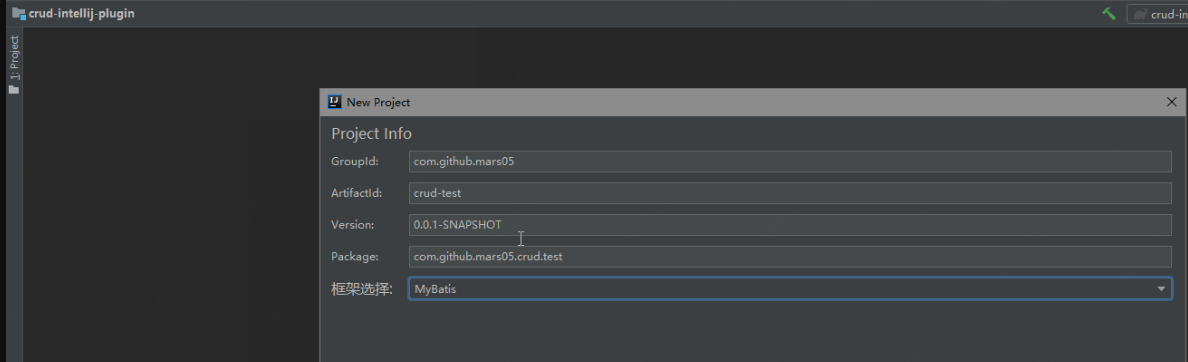 crud-intellij-plugin
crud-in
1: Project
New Project
Project Info
GroupId: com.github.mars05
ArtifactId: crud-test
Version: 0.0.1-SNAPSHOT
Package: com.github.mars05.crud.test
框架选择: MyBatis